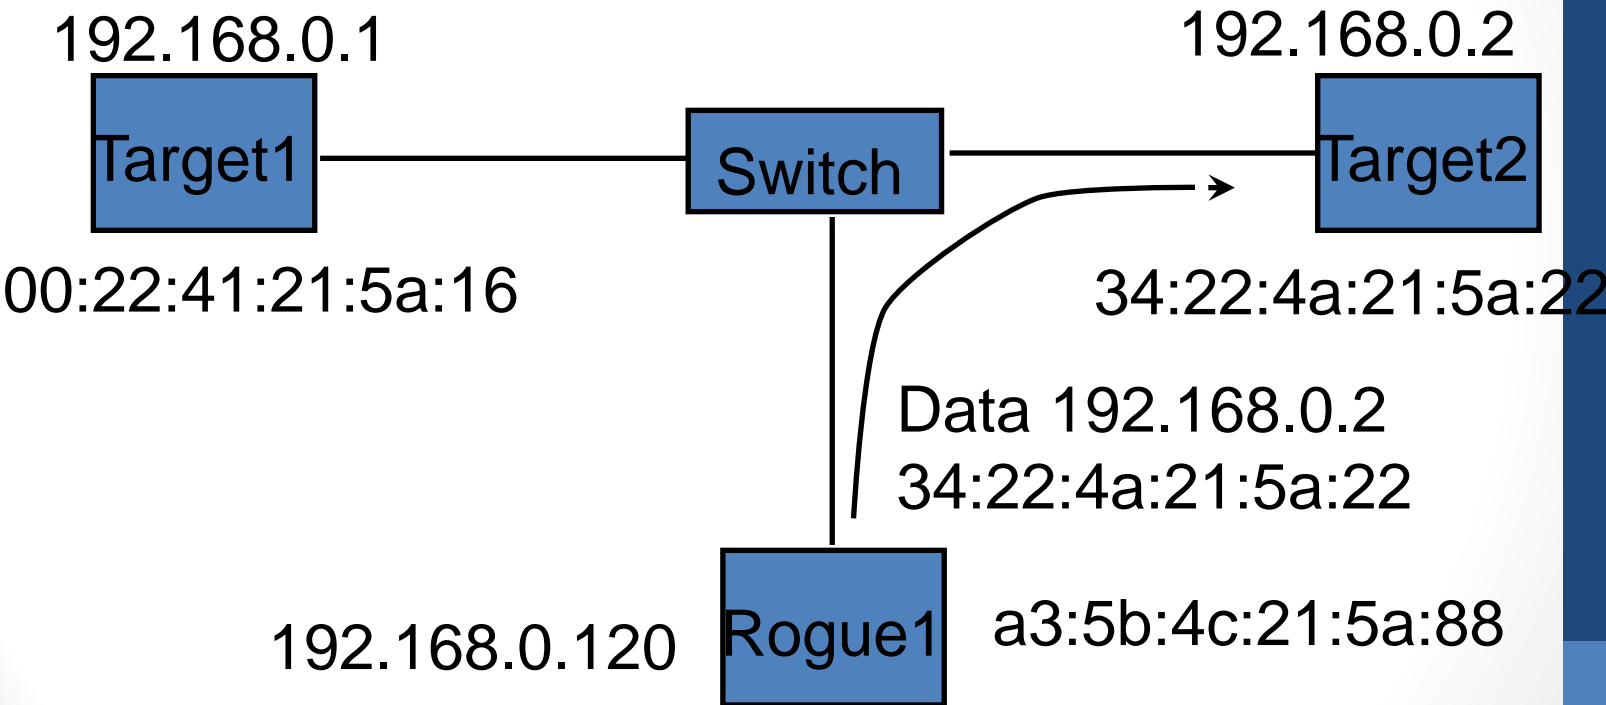 192.168.0.1
192.168.0.2
Target1
Switch
Target2
00:22:41:21:5a:16
34:22:4a:21:5a:22
Data 192.168.0.2
34:22:4a:21:5a:22
192.168.0.120
Rogue1
a3:5b:4c:21:5a:88